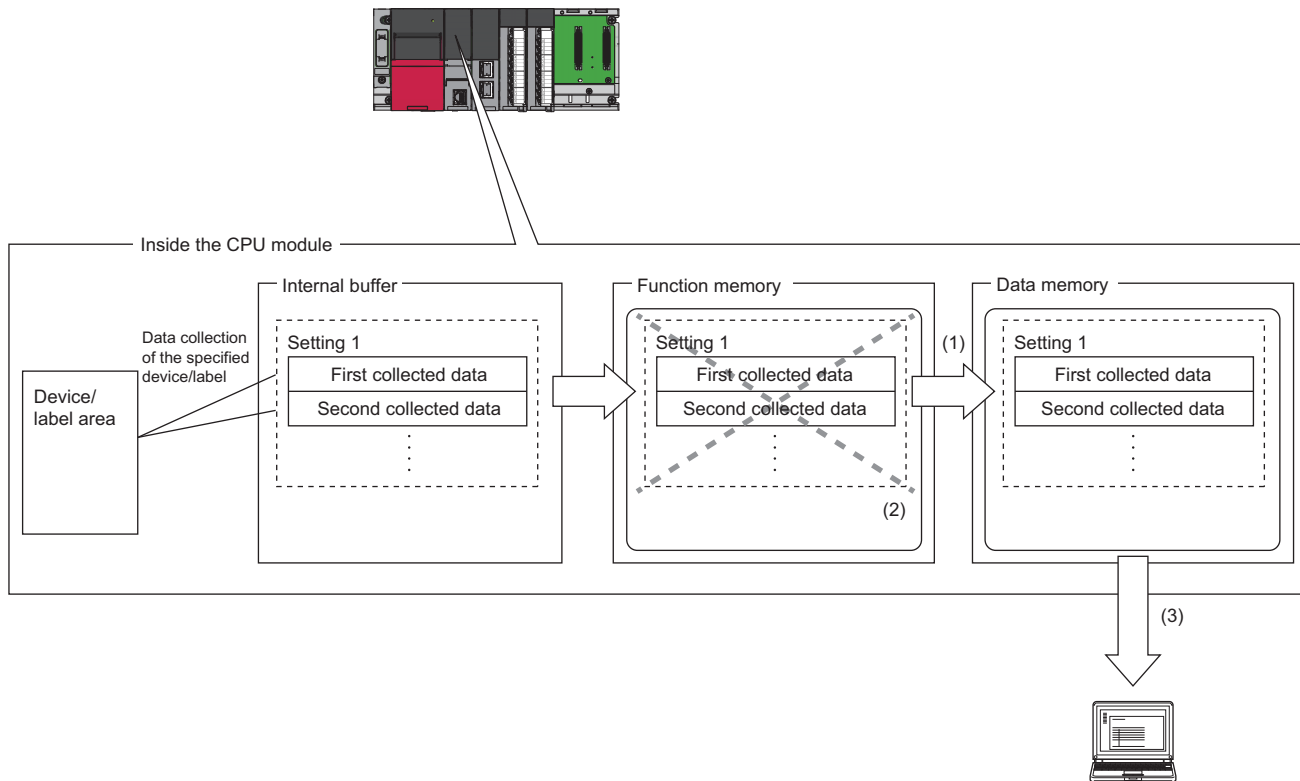 Inside the CPU module
Internal buffer
Function memory
Data memory
Data collection
of the specified
device/label
Device/
label area
Setting 1
First collected data
Second collected data
Setting 1
First collected data
Second collected data
(2)
(1)
Setting 1
First collected data
Second collected data
(3)